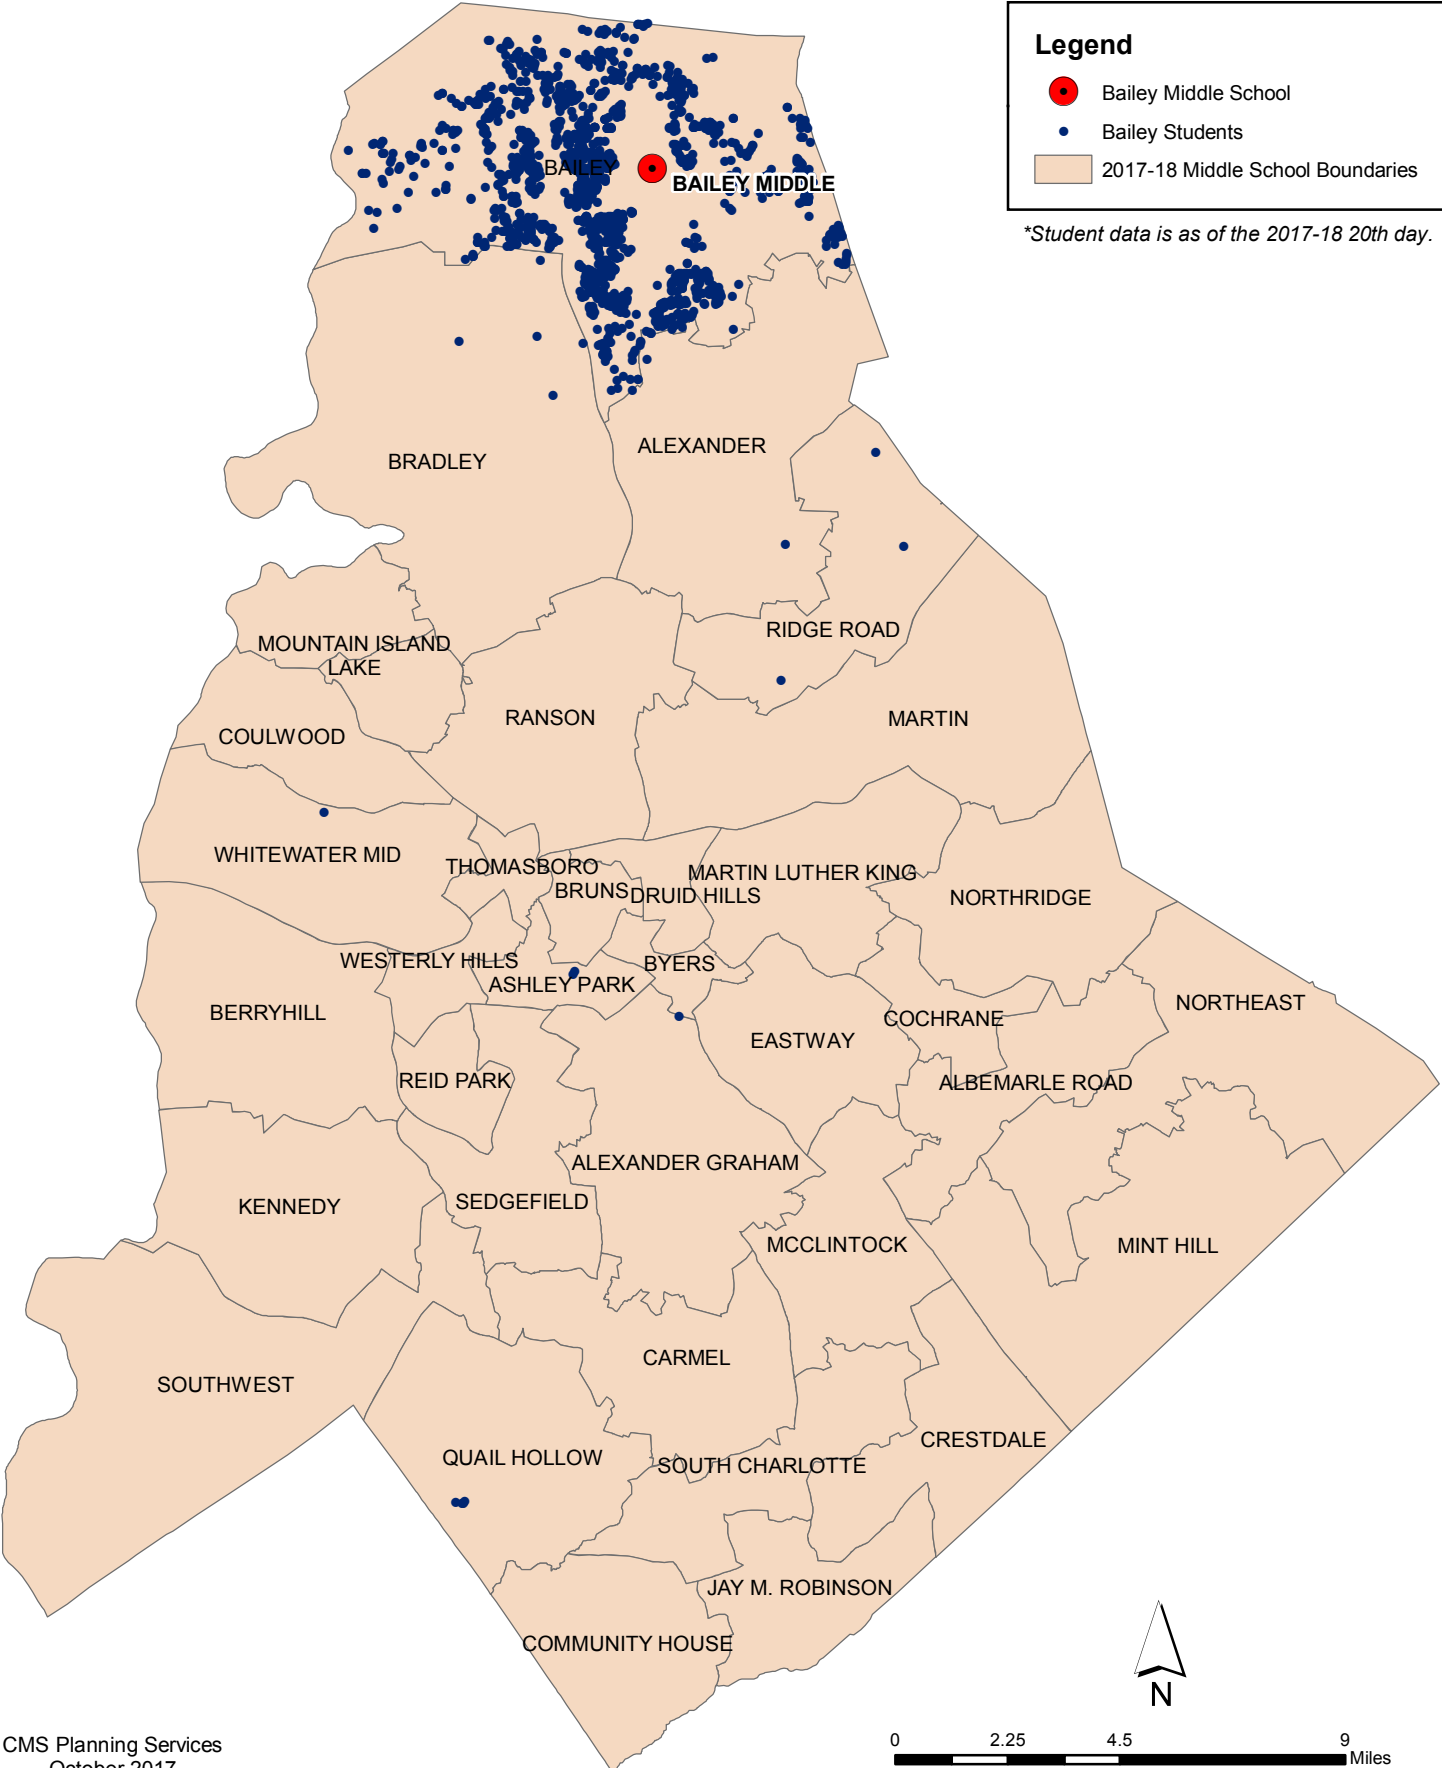 Legend
Bailey Middle School
Bailey Students
2017-18 Middle School Boundaries
*Student data is as of the 2017-18 20th day.
BAILEY
BAILEY MIDDLE
ALEXANDER
BRADLEY
RIDGE ROAD
MOUNTAIN ISLAND
LAKE
RANSON
MARTIN
COULWOOD
WHITEWATER MID
THOMASBORO
MARTIN LUTHER KING
BRUNS
DRUID HILLS
NORTHRIDGE
WESTERLY HILLS
BYERS
ASHLEY PARK
NORTHEAST
BERRYHILL
COCHRANE
EASTWAY
REID PARK
ALBEMARLE ROAD
ALEXANDER GRAHAM
SEDGEFIELD
KENNEDY
MCCLINTOCK
MINT HILL
CARMEL
SOUTHWEST
CRESTDALE
QUAIL HOLLOW
SOUTH CHARLOTTE
JAY M. ROBINSON
COMMUNITY HOUSE
N
CMS Planning Services
October 2017
0 2.25 4.5 9
Miles